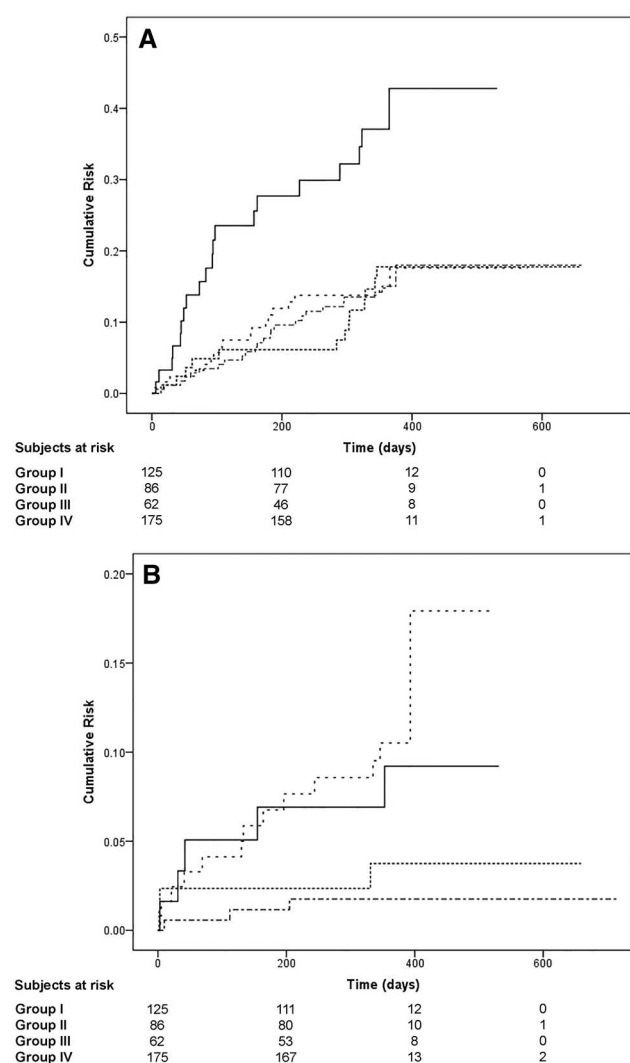 A
0.5
0.4
0.3
0.2
0.1
0.0
Cumulative Risk
0 200 400 600
Subjects at risk Time (days)
Group I 125 110 12 0
Group II 86 77 9 1
Group III 62 46 8 0
Group IV 175 158 11 1
B
0.20
0.15
0.10
0.05
0.00
Cumulative Risk
0 200 400 600
Subjects at risk Time (days)
Group I 125 111 12 0
Group II 86 80 10 1
Group III 62 53 8 0
Group IV 175 167 13 2